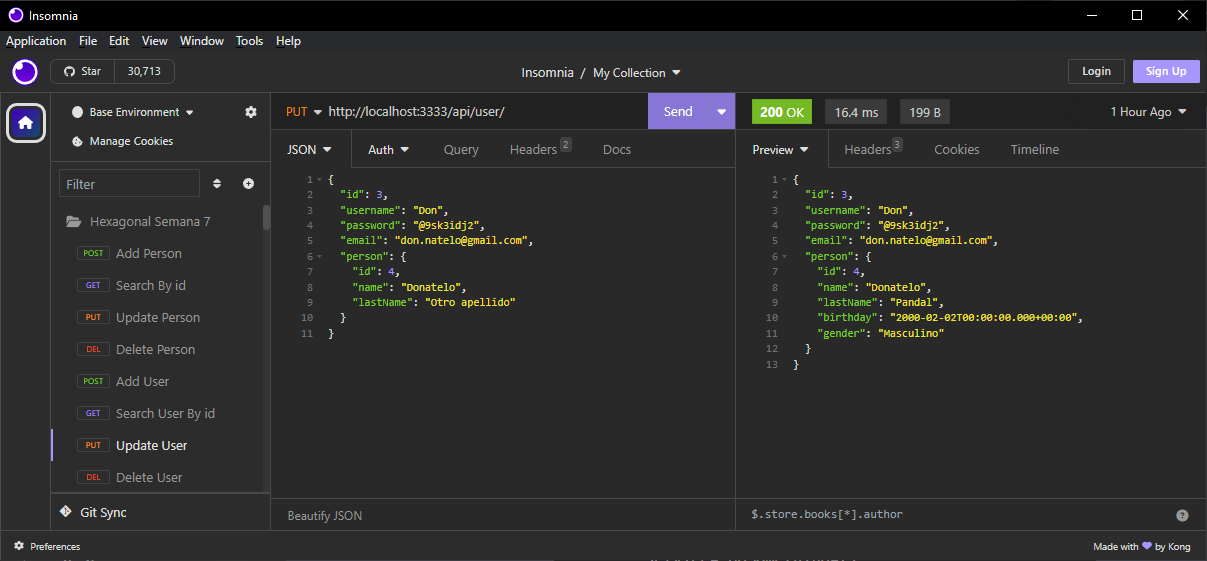 Insomnia
Application File Edit View Window Tools Help
Star 30,713
Insomnia / My Collection
Login Sign Up
Base Environment
Manage Cookies
Filter
Hexagonal Semana 7
POST Add Person
GET Search By id
PUT Update Person
DEL Delete Person
POST Add User
GET Search User By id
PUT Update User
DEL Delete User
Git Sync
PUT http://localhost:3333/api/user/ Send
JSON Auth Query Headers 2 Docs
1 {
2 "id": 3,
3 "username": "Don",
4 "password": "@9sk3idj2",
5 "email": "don.natelo@gmail.com",
6 "person": {
7 "id": 4,
8 "name": "Donatelo",
9 "lastName": "Otro apellido"
10 }
11 }
Beautify JSON
200 OK 16.4 ms 199 B 1 Hour Ago
Preview Headers 3 Cookies Timeline
1 {
2 "id": 3,
3 "username": "Don",
4 "password": "@9sk3idj2",
5 "email": "don.natelo@gmail.com",
6 "person": {
7 "id": 4,
8 "name": "Donatelo",
9 "lastName": "Pandal",
10 "birthday": "2000-02-02T00:00:00.000+00:00",
11 "gender": "Masculino"
12 }
13 }
$.store.books[*].author
Preferences
Made with by Kong